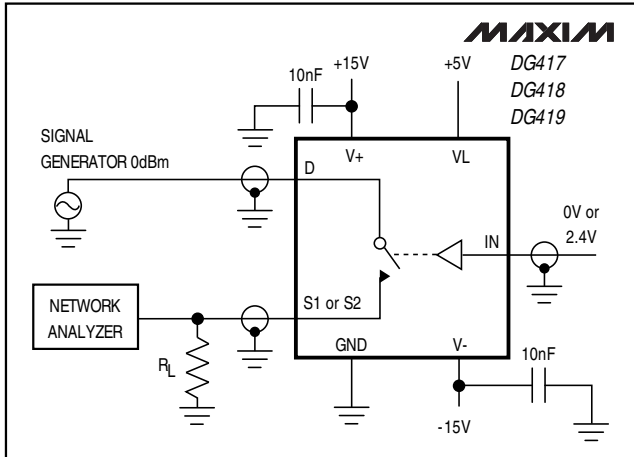 MAXIM
DG417
DG418
DG419
+15V
+5V
10nF
SIGNAL
GENERATOR 0dBm
V+
VL
D
0V or
2.4V
IN
NETWORK
ANALYZER
S1 or S2
RL
GND
V-
10nF
-15V